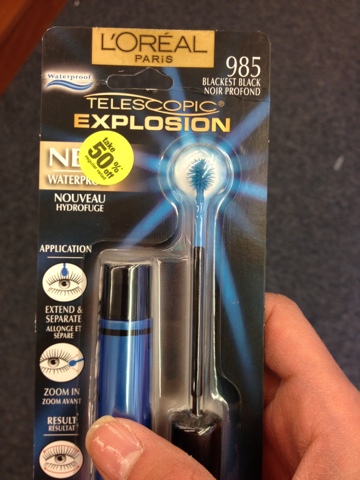 L'ORÉAL
PARIS
985
BLACKEST BLACK
NOIR PROFOND
Waterproof
TELESCOPIC®
EXPLOSION
take
50%
off
NE
WATERPRO
NOUVEAU
HYDROFUGE
APPLICATION
EXTEND &
SEPARATE
ALLONGE ET
SÉPARE
ZOOM IN
ZOOM AVANT
RESULT
RÉSULTAT